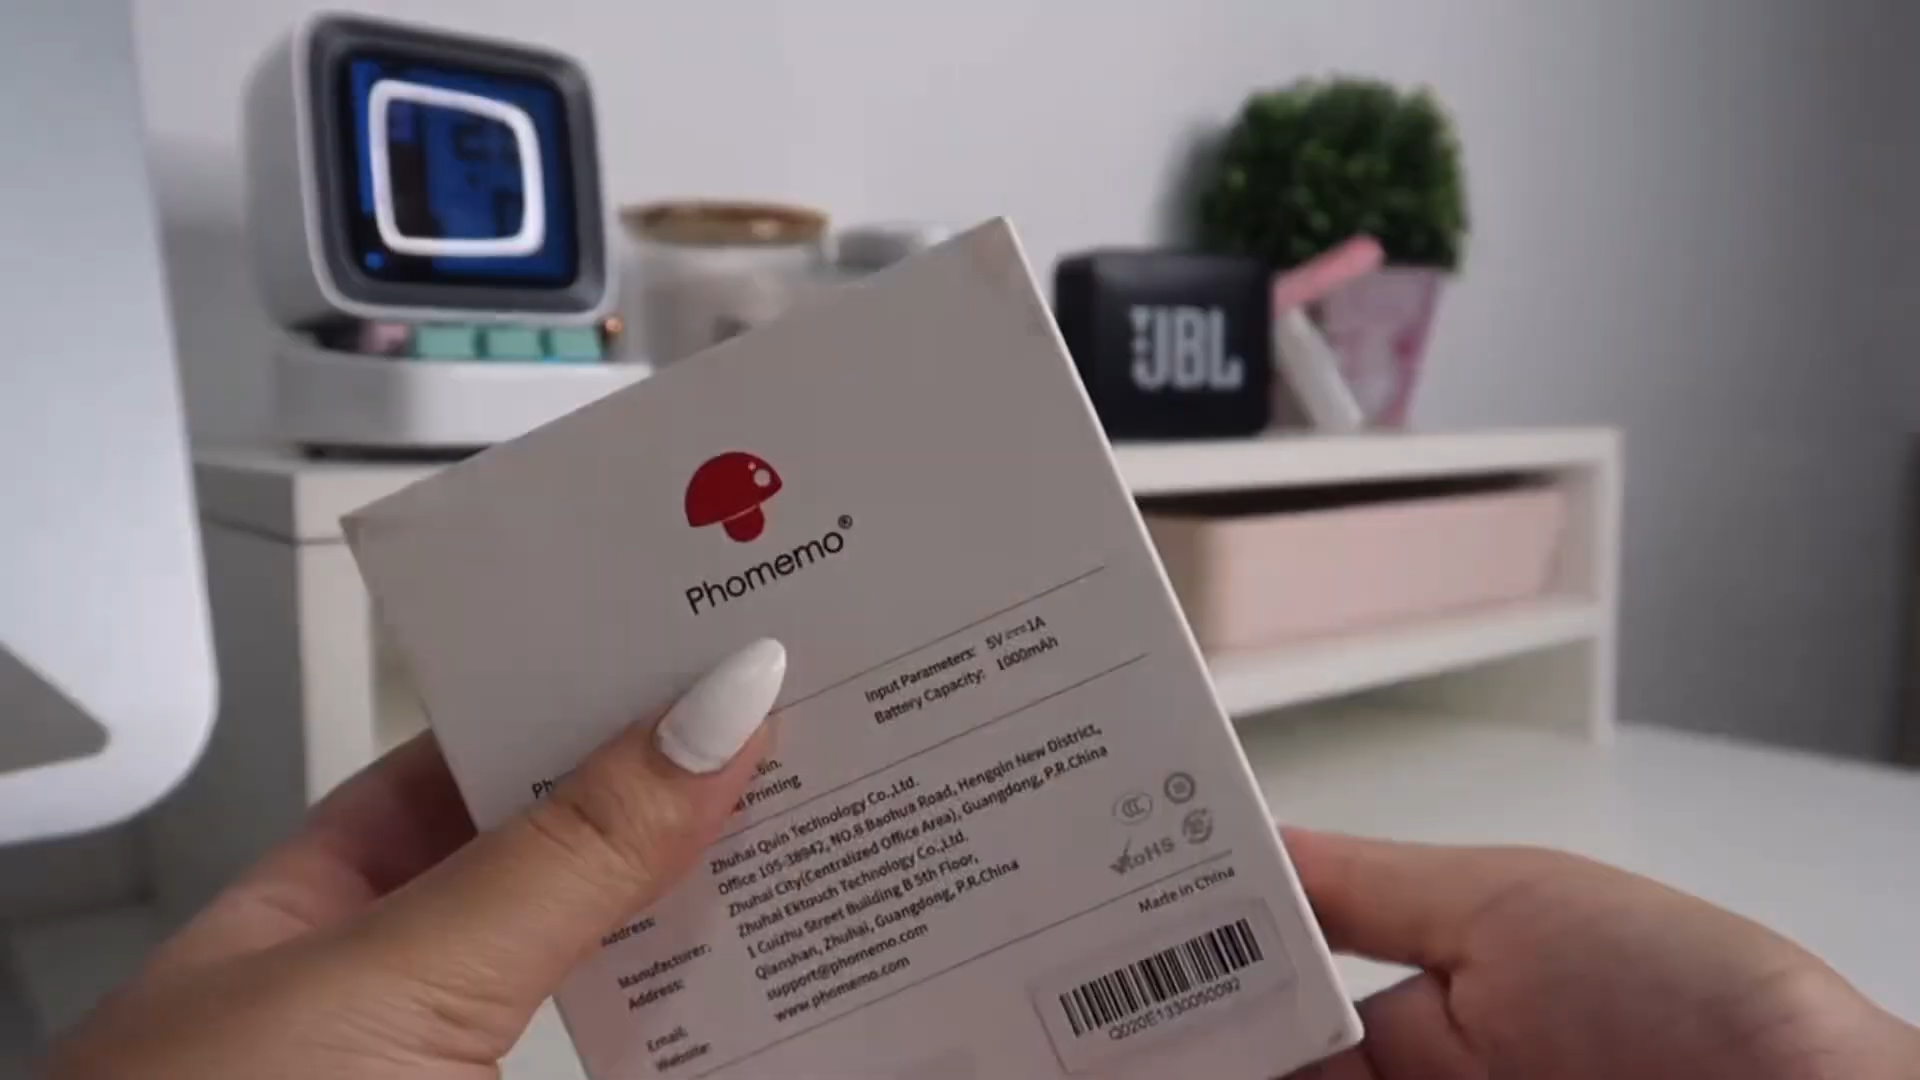 JBL
Phomemo®
Input Parameters: 5V⎓1A
Battery Capacity: 1000mAh
in.
Printing
Zhuhai Quin Technology Co.,Ltd.
Address: Office 105-38942, NO.8 Baohua Road, Hengqin New District,
Zhuhai City(Centralized Office Area), Guangdong, P.R.China
Manufacturer: Zhuhai Ektouch Technology Co.,Ltd.
Address: 1 Cuizhu Street Building B 5th Floor,
Qianshan, Zhuhai, Guangdong, P.R.China
Email: support@phomemo.com
Website: www.phomemo.com
RoHS
Made in China
Q020E1330050092